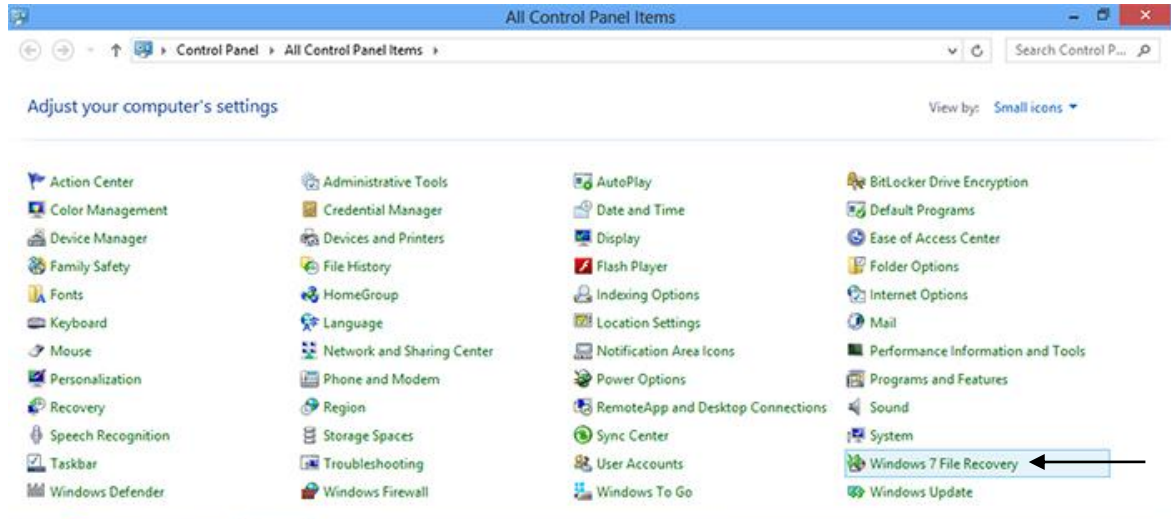 All Control Panel Items
Control Panel All Control Panel Items Search Control P...
Adjust your computer's settings View by: Small icons
Action Center Administrative Tools AutoPlay BitLocker Drive Encryption
Color Management Credential Manager Date and Time Default Programs
Device Manager Devices and Printers Display Ease of Access Center
Family Safety File History Flash Player Folder Options
Fonts HomeGroup Indexing Options Internet Options
Keyboard Language Location Settings Mail
Mouse Network and Sharing Center Notification Area Icons Performance Information and Tools
Personalization Phone and Modem Power Options Programs and Features
Recovery Region RemoteApp and Desktop Connections Sound
Speech Recognition Storage Spaces Sync Center System
Taskbar Troubleshooting User Accounts Windows 7 File Recovery
Windows Defender Windows Firewall Windows To Go Windows Update